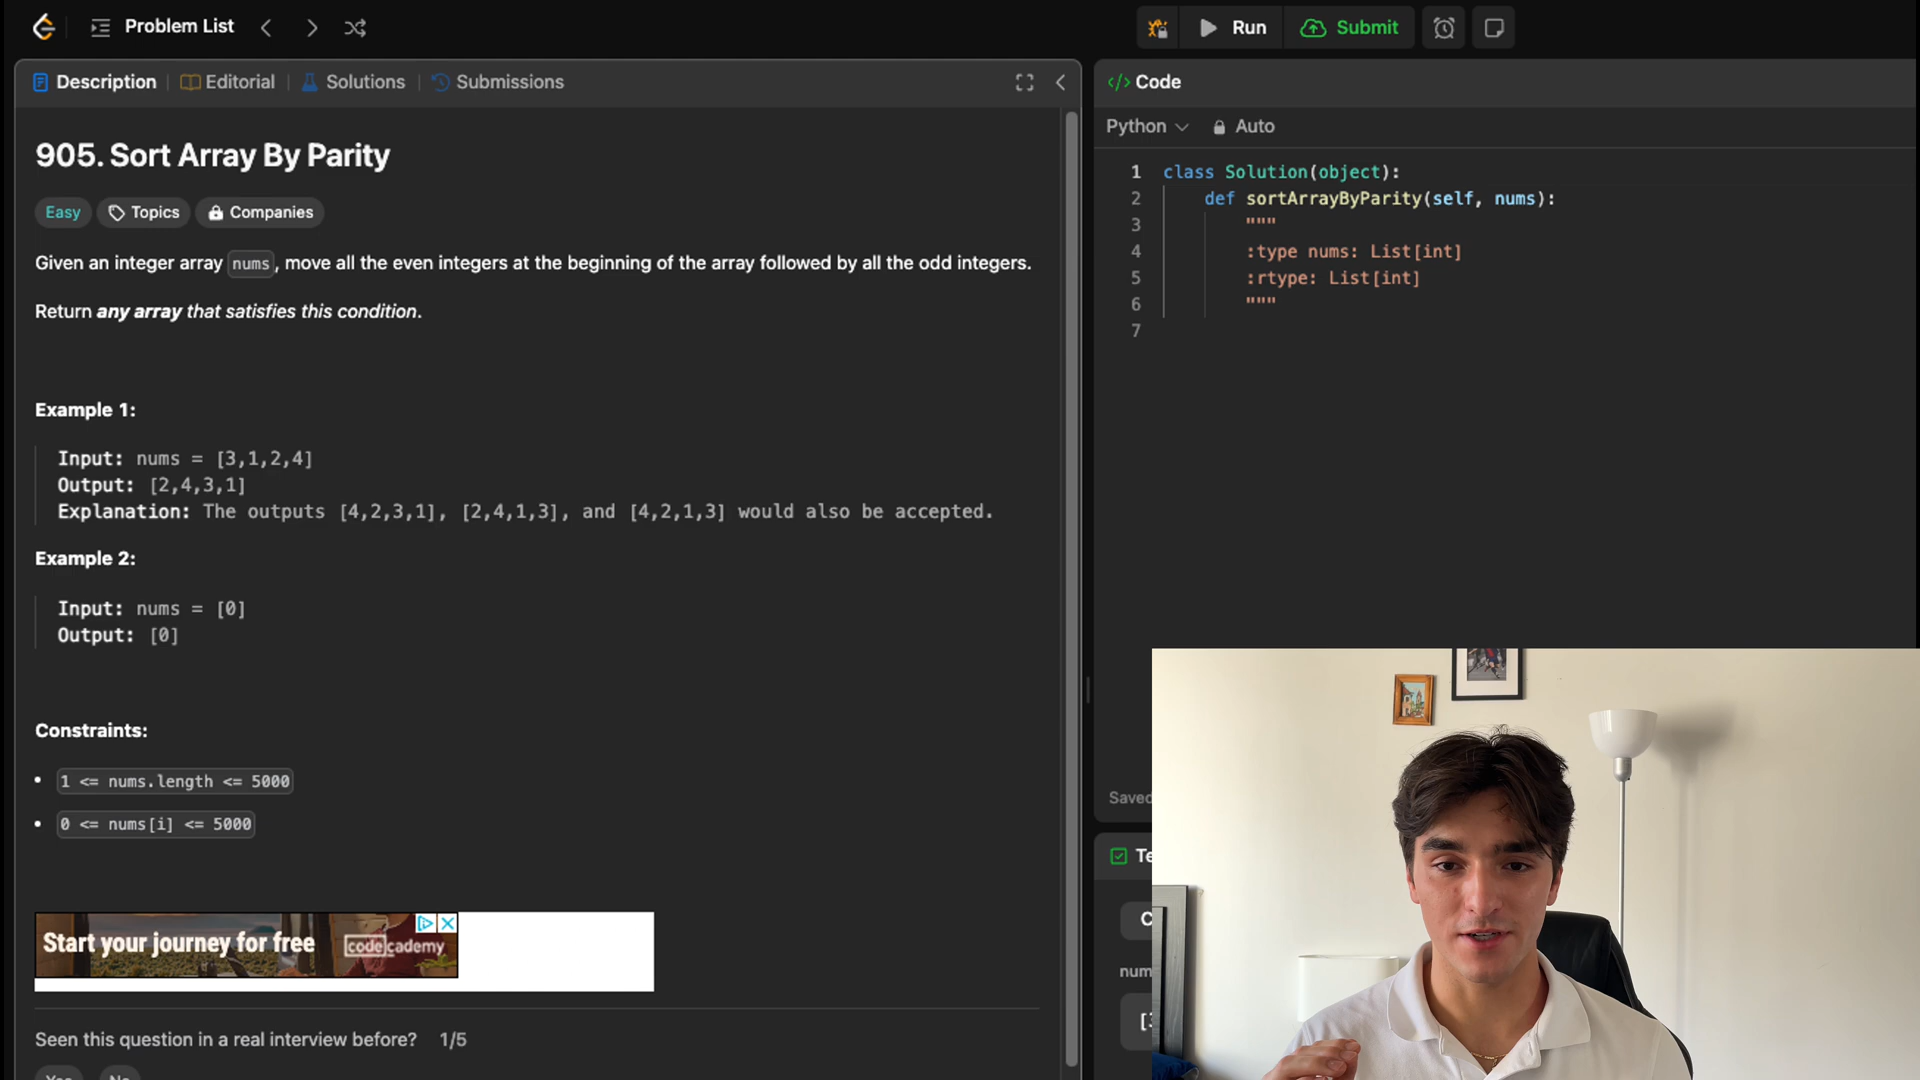 Problem List
Run
Submit
Description
Editorial
Solutions
Submissions
905. Sort Array By Parity
Easy
Topics
Companies
Given an integer array nums, move all the even integers at the beginning of the array followed by all the odd integers.
Return any array that satisfies this condition.
Example 1:
Input: nums = [3,1,2,4]
Output: [2,4,3,1]
Explanation: The outputs [4,2,3,1], [2,4,1,3], and [4,2,1,3] would also be accepted.
Example 2:
Input: nums = [0]
Output: [0]
Constraints:
• 1 <= nums.length <= 5000
• 0 <= nums[i] <= 5000
Start your journey for free codecademy
Seen this question in a real interview before? 1/5
Yes No
</> Code
Python Auto
1 class Solution(object):
2 def sortArrayByParity(self, nums):
3 """
4 :type nums: List[int]
5 :rtype: List[int]
6 """
7
Saved
Te
C
num
[3